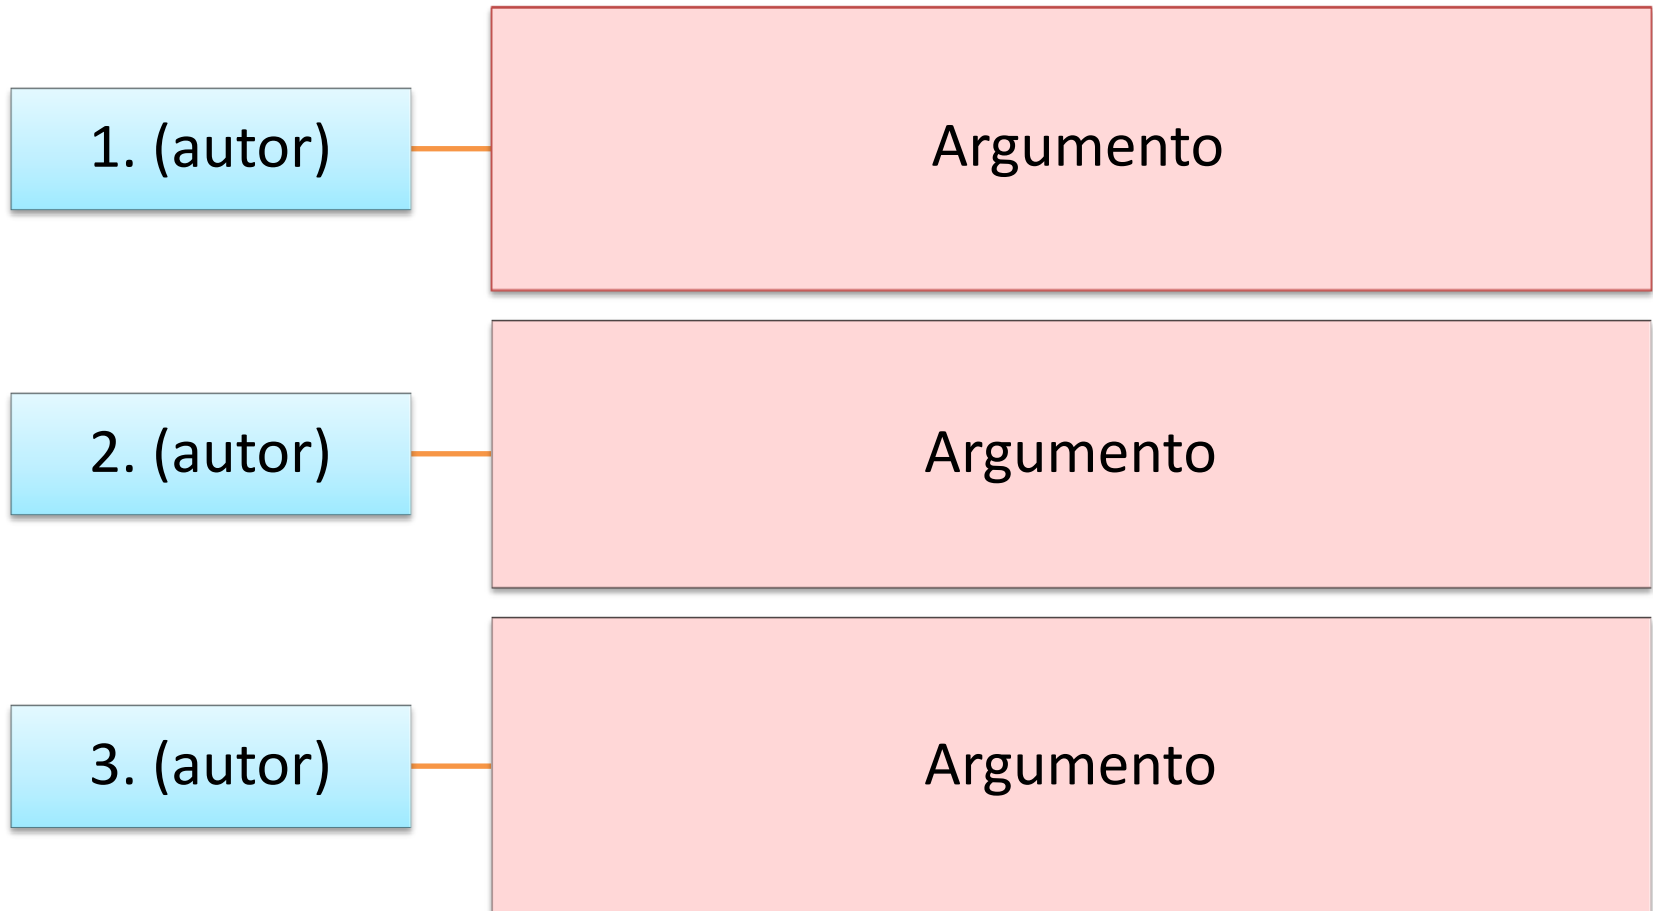 1. (autor)
Argumento
2. (autor)
Argumento
3. (autor)
Argumento